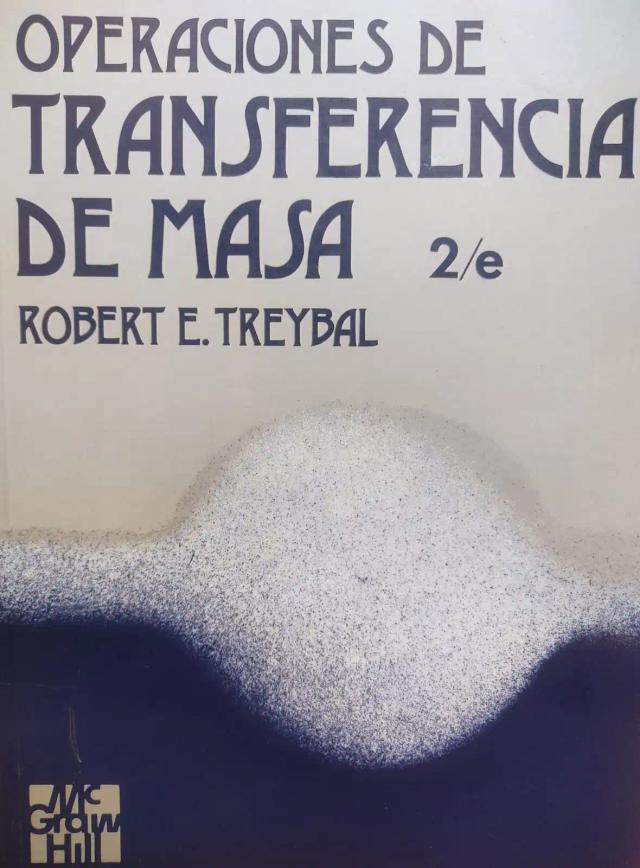 OPERACIONES DE
TRANSFERENCIA
DE MASA 2/e
ROBERT E. TREYBAL
Mc
Graw
Hill